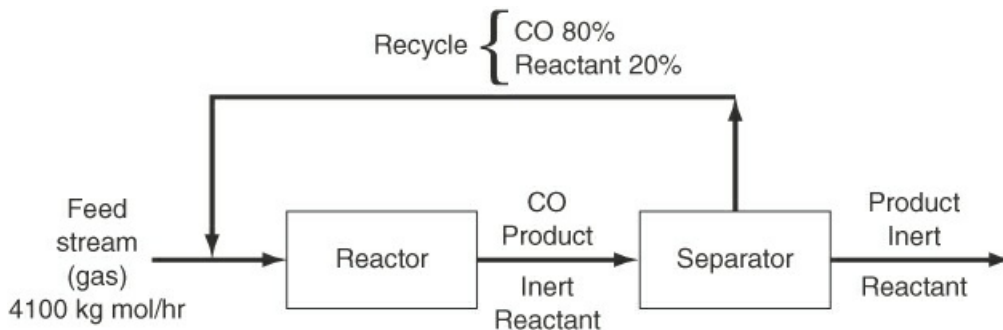 Recycle
CO 80%
Reactant 20%
Feed
stream
(gas)
4100 kg mol/hr
Reactor
CO
Product
Inert
Reactant
Separator
Product
Inert
Reactant